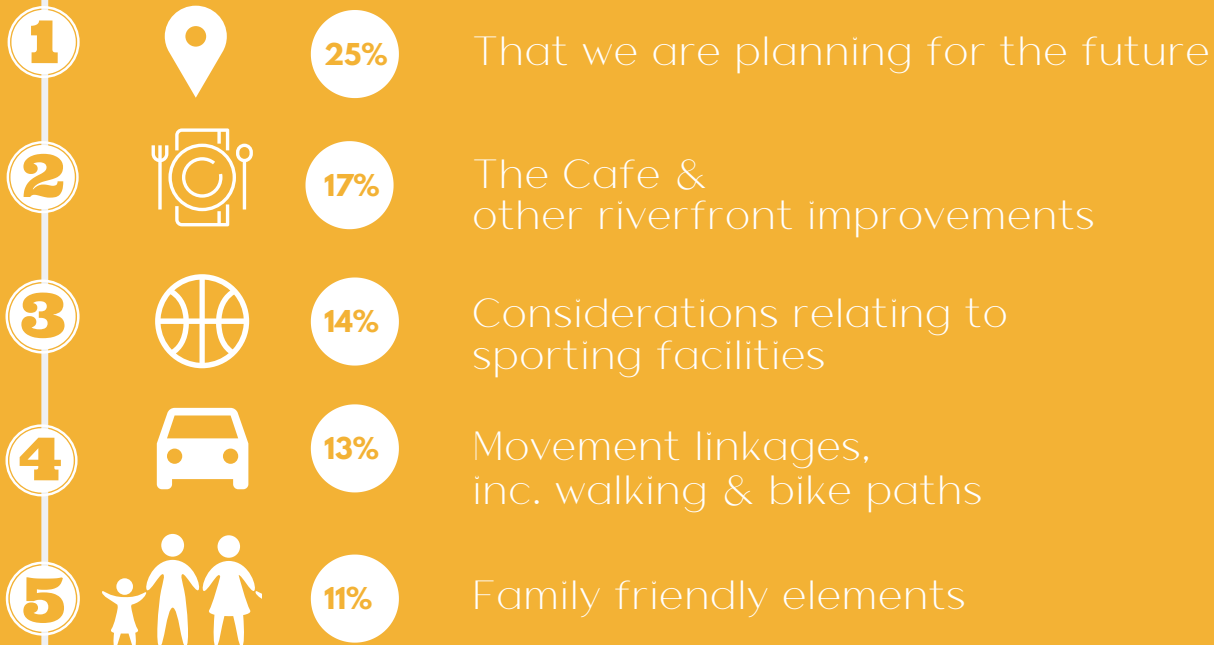 1
25%
That we are planning for the future
2
17%
The Cafe &
other riverfront improvements
3
14%
Considerations relating to
sporting facilities
4
13%
Movement linkages,
inc. walking & bike paths
5
11%
Family friendly elements